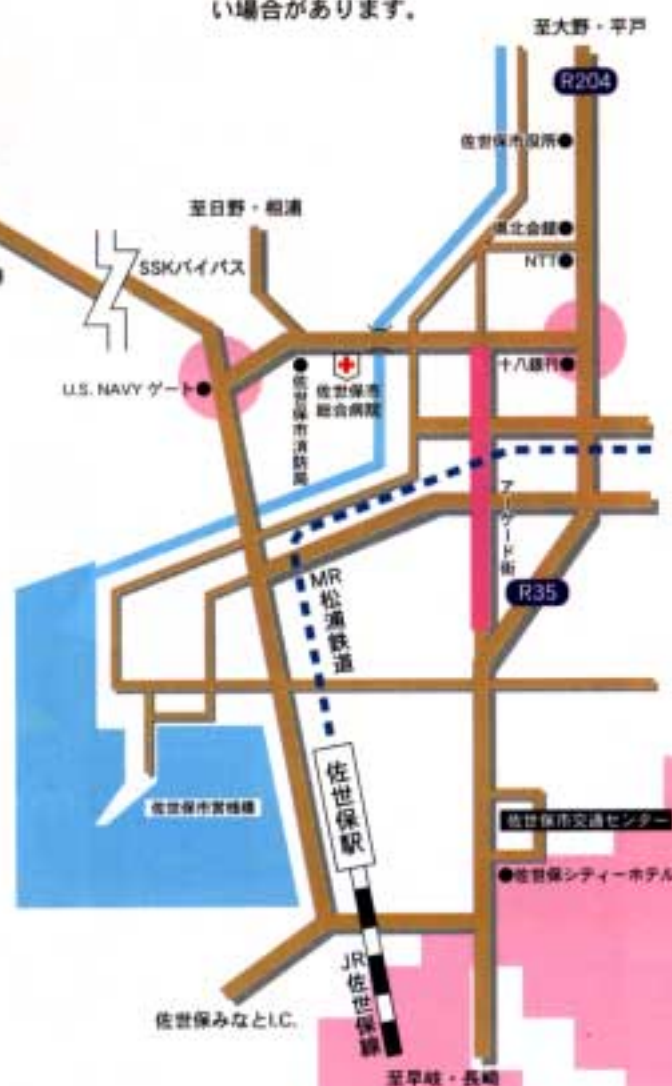 い場合があります。
至大野・平戸
R204
佐世保市役所
至日野・相浦
県北会館
NTT
SSKバイパス
十八銀行
U.S. NAVY ゲート
佐世保市消防局
佐世保市
総合病院
アーケード街
R35
MR
松浦鉄道
佐世保駅
佐世保市営桟橋
佐世保市交通センター
佐世保シティーホテル
JR佐世保線
佐世保みなとI.C.
至早岐・長崎